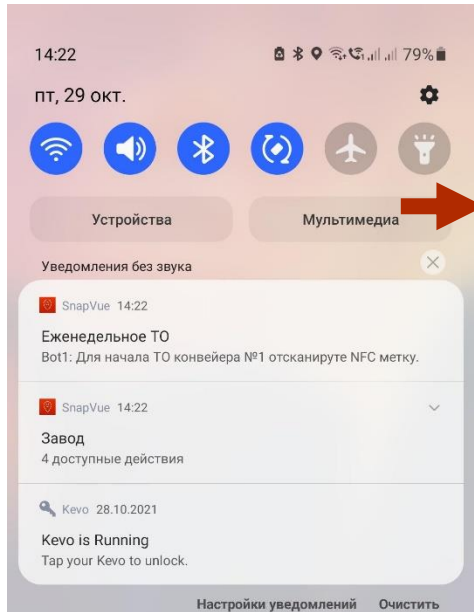 14:22 79%
пт, 29 окт.
Устройства Мультимедиа
Уведомления без звука
SnapVue 14:22
Еженедельное ТО
Bot1: Для начала ТО конвейера №1 отсканируте NFC метку.
SnapVue 14:22
Завод
4 доступные действия
Kevo 28.10.2021
Kevo is Running
Tap your Kevo to unlock.
Настройки уведомлений Очистить